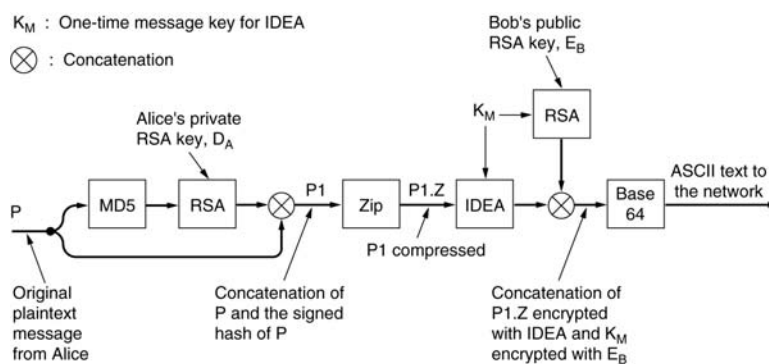 K_M : One-time message key for IDEA
⊗ : Concatenation
Bob's public
RSA key, E_B
Alice's private
RSA key, D_A
K_M
RSA
P
MD5
RSA
P1
Zip
P1.Z
IDEA
Base
64
ASCII text to
the network
P1 compressed
Original
plaintext
message
from Alice
Concatenation of
P and the signed
hash of P
Concatenation of
P1.Z encrypted
with IDEA and K_M
encrypted with E_B